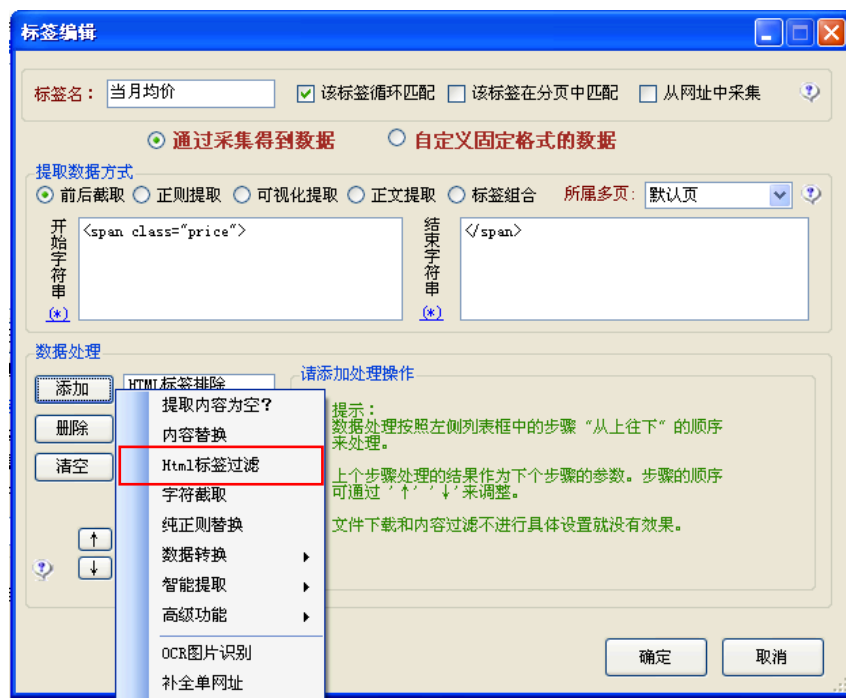 标签编辑
标签名： 当月均价 该标签循环匹配 该标签在分页中匹配 从网址中采集
通过采集得到数据 自定义固定格式的数据
提取数据方式
前后截取 正则提取 可视化提取 正文提取 标签组合 所属多页： 默认页
开始字符串 (*)
<span class="price">
结束字符串 (*)
</span>
数据处理
添加
删除
清空
↑
↓
HTML标签排除
提取内容为空?
内容替换
Html标签过滤
字符截取
纯正则替换
数据转换
智能提取
高级功能
OCR图片识别
补全单网址
请添加处理操作
提示：
数据处理按照左侧列表框中的步骤“从上往下”的顺序
来处理。
上个步骤处理的结果作为下个步骤的参数。步骤的顺序
可通过‘↑’‘↓’来调整。
文件下载和内容过滤不进行具体设置就没有效果。
确定 取消